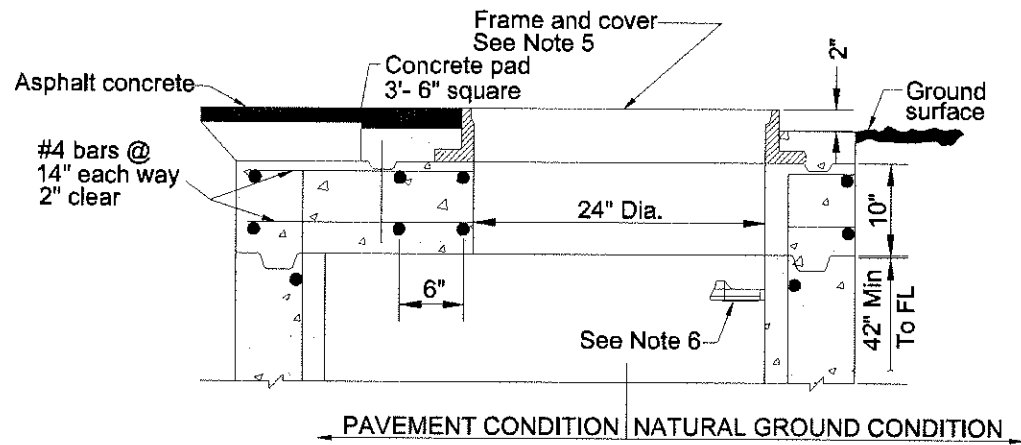 Frame and cover
See Note 5
2"
Asphalt concrete
Concrete pad
3'- 6" square
Ground
surface
#4 bars @
14" each way
2" clear
24" Dia.
10"
6"
42" Min
To FL
See Note 6
PAVEMENT CONDITION
NATURAL GROUND CONDITION